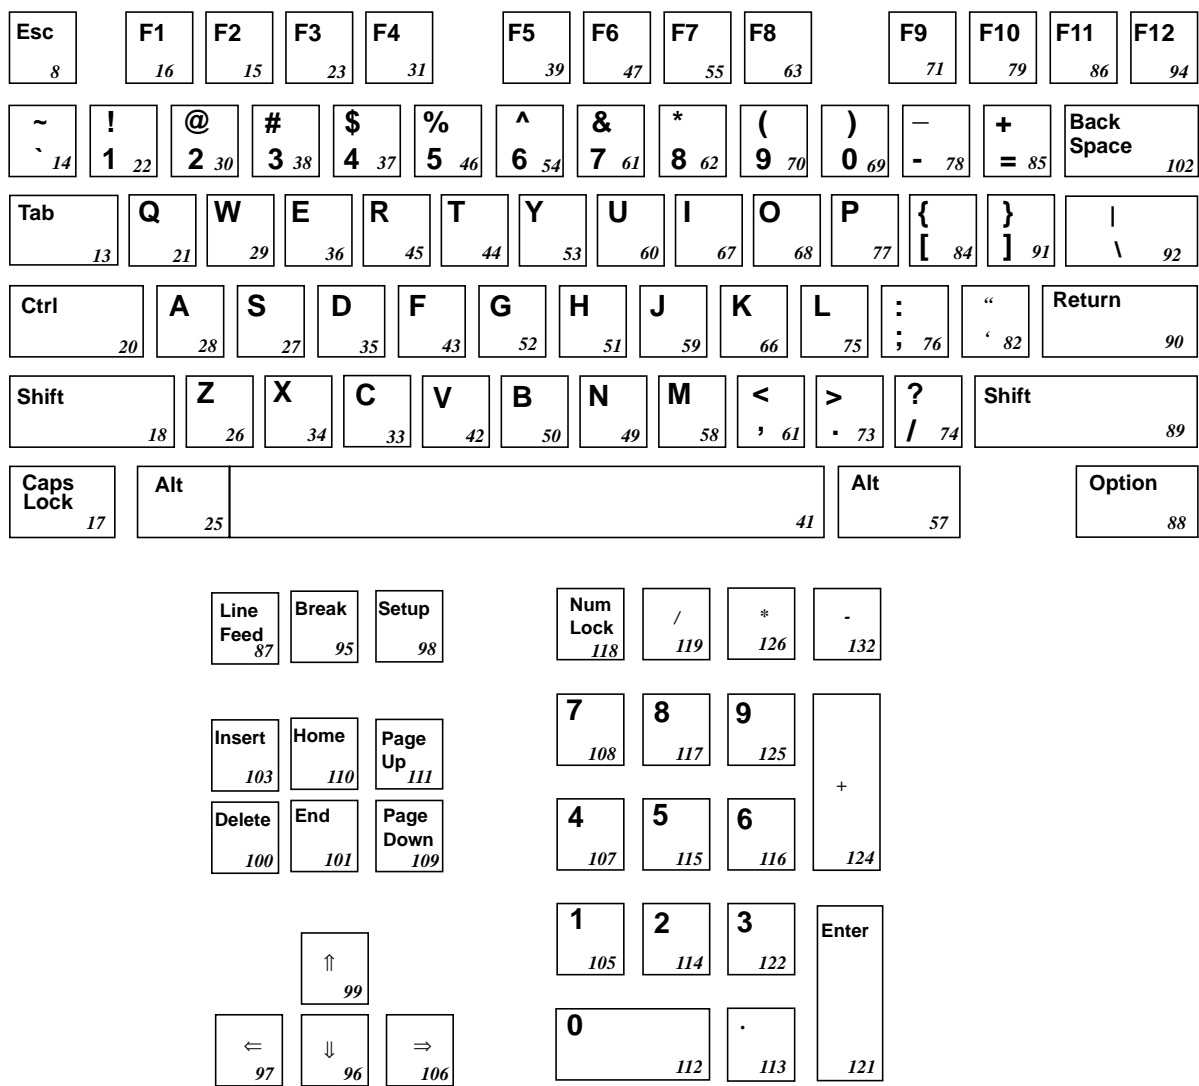 Esc F1 F2 F3 F4 F5 F6 F7 F8 F9 F10 F11 F12
8 16 15 23 31 39 47 55 63 71 79 86 94
~ ! @ # $ % ^ & * ( ) _ + Back
Space
` 14 1 22 2 30 3 38 4 37 5 46 6 54 7 61 8 62 9 70 0 69 - 78 = 85 102
Tab Q W E R T Y U I O P { } |
13 21 29 36 45 44 53 60 67 68 77 [ 84 ] 91 \ 92
Ctrl A S D F G H J K L : “ Return
20 28 27 35 43 52 51 59 66 75 ; 76 ‘ 82 90
Shift Z X C V B N M < > ? Shift
18 26 34 33 42 50 49 58 , 61 . 73 / 74 89
Caps Alt Alt Option
Lock
17 25 41 57 88
Line Break Setup
Feed
87 95 98
Num / * -
Lock
118 119 126 132
7 8 9
108 117 125
+
124
Insert Home Page
Up
103 110 111
Delete End Page
Down
100 101 109
4 5 6
107 115 116
1 2 3 Enter
105 114 122
⇑
99
⇐ ⇓ ⇒
97 96 106
0 .
112 113 121